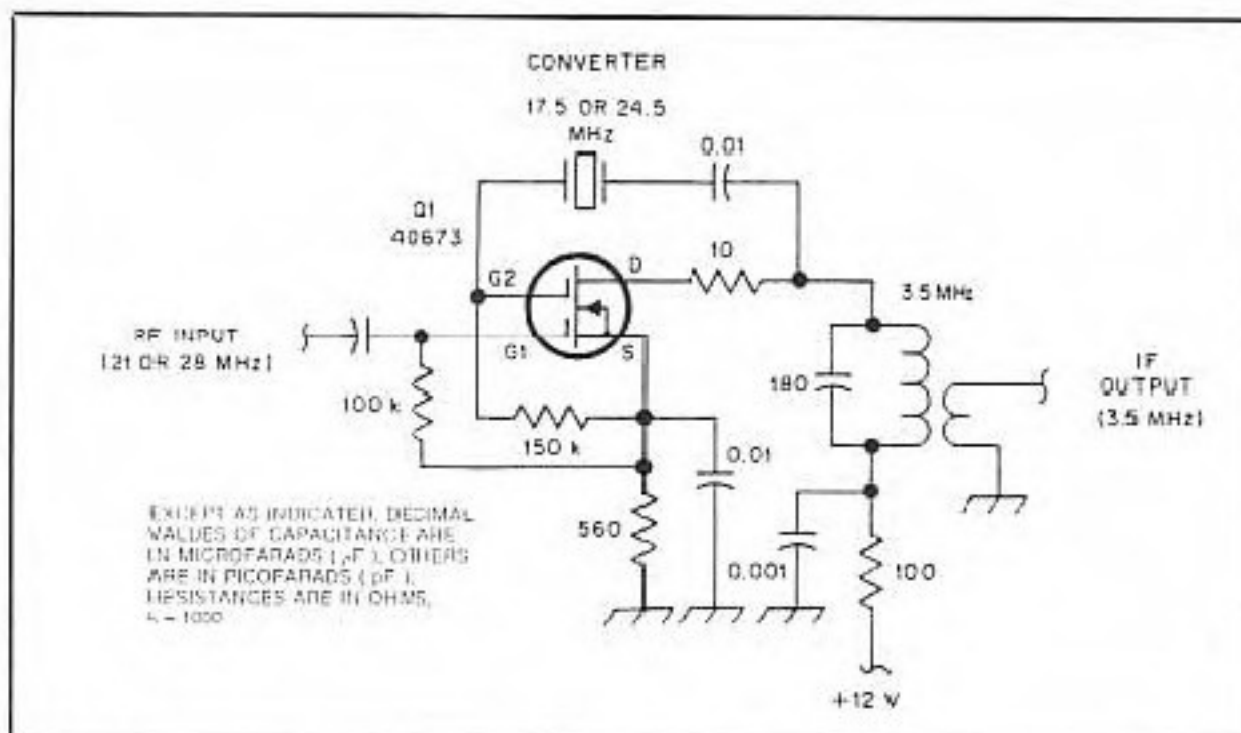 CONVERTER
17.5 OR 24.5
MHz
0.01
Q1
40673
10
D
G2
3.5 MHz
RF INPUT
(21 OR 28 MHz)
G1
S
IF
OUTPUT
(3.5 MHz)
180
100 k
150 k
0.01
560
0.001
100
EXCEPT AS INDICATED, DECIMAL
VALUES OF CAPACITANCE ARE
IN MICROFARADS (µF), OTHERS
ARE IN PICOFARADS (pF),
RESISTANCES ARE IN OHMS,
k = 1000
+12 V